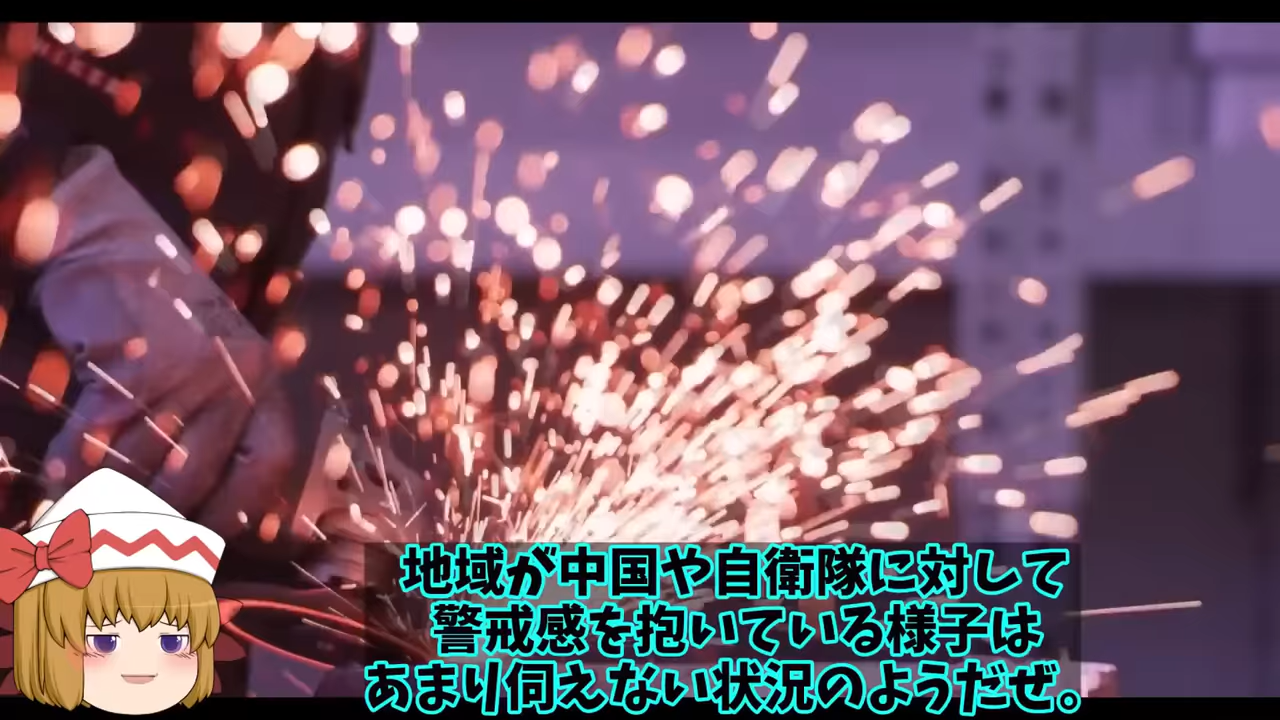 地域が中国や自衛隊に対して
警戒感を抱いている様子は
あまり伺えない状況のようだぜ。